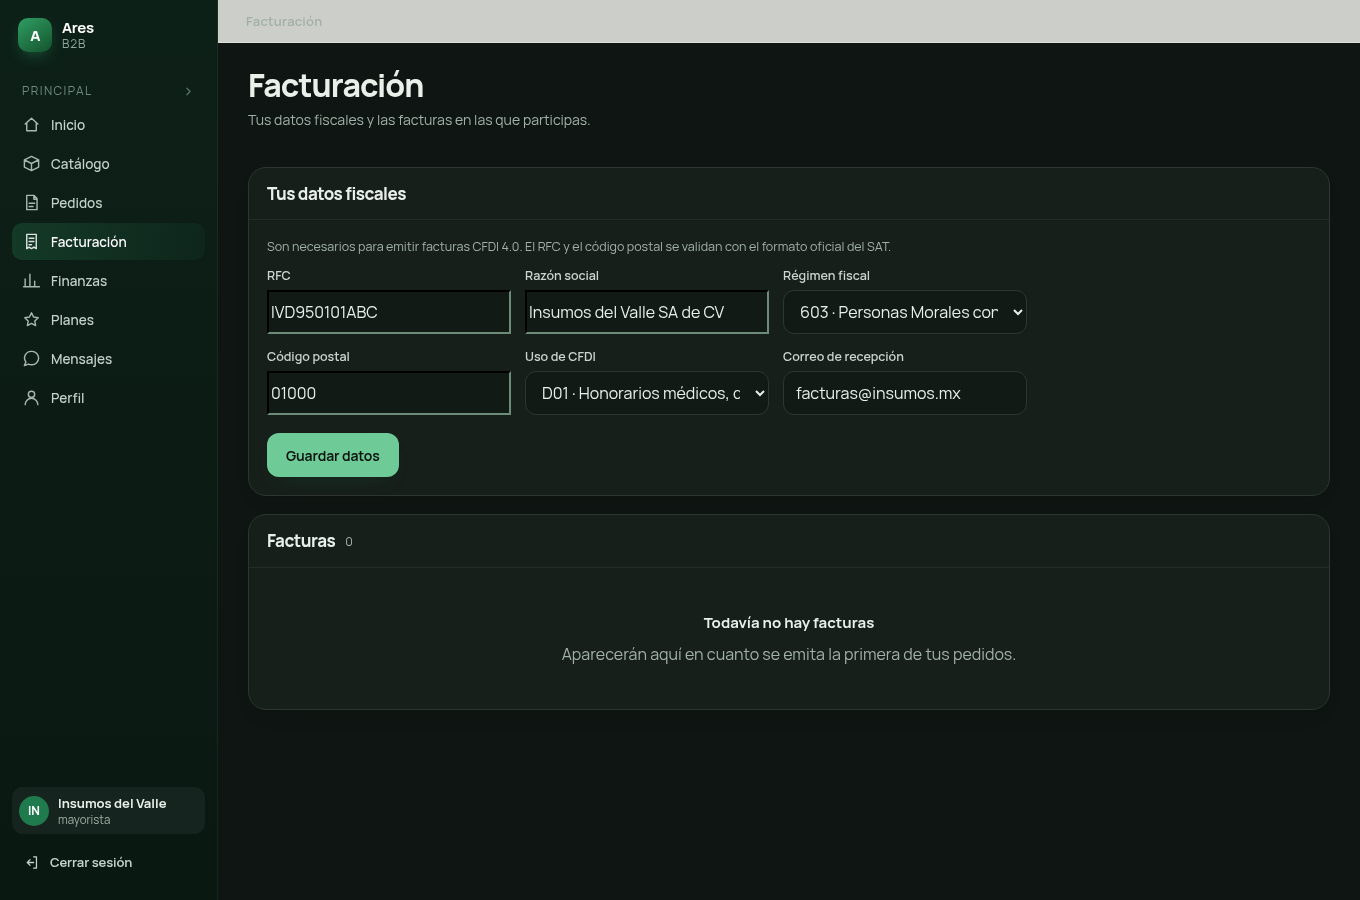 A
Ares
B2B
PRINCIPAL
Inicio
Catálogo
Pedidos
Facturación
Finanzas
Planes
Mensajes
Perfil
IN
Insumos del Valle
mayorista
Cerrar sesión
Facturación
Facturación
Tus datos fiscales y las facturas en las que participas.
Tus datos fiscales
Son necesarios para emitir facturas CFDI 4.0. El RFC y el código postal se validan con el formato oficial del SAT.
RFC
Razón social
Régimen fiscal
IVD950101ABC
Insumos del Valle SA de CV
603 · Personas Morales con
Código postal
Uso de CFDI
Correo de recepción
01000
D01 · Honorarios médicos, c
facturas@insumos.mx
Guardar datos
Facturas 0
Todavía no hay facturas
Aparecerán aquí en cuanto se emita la primera de tus pedidos.